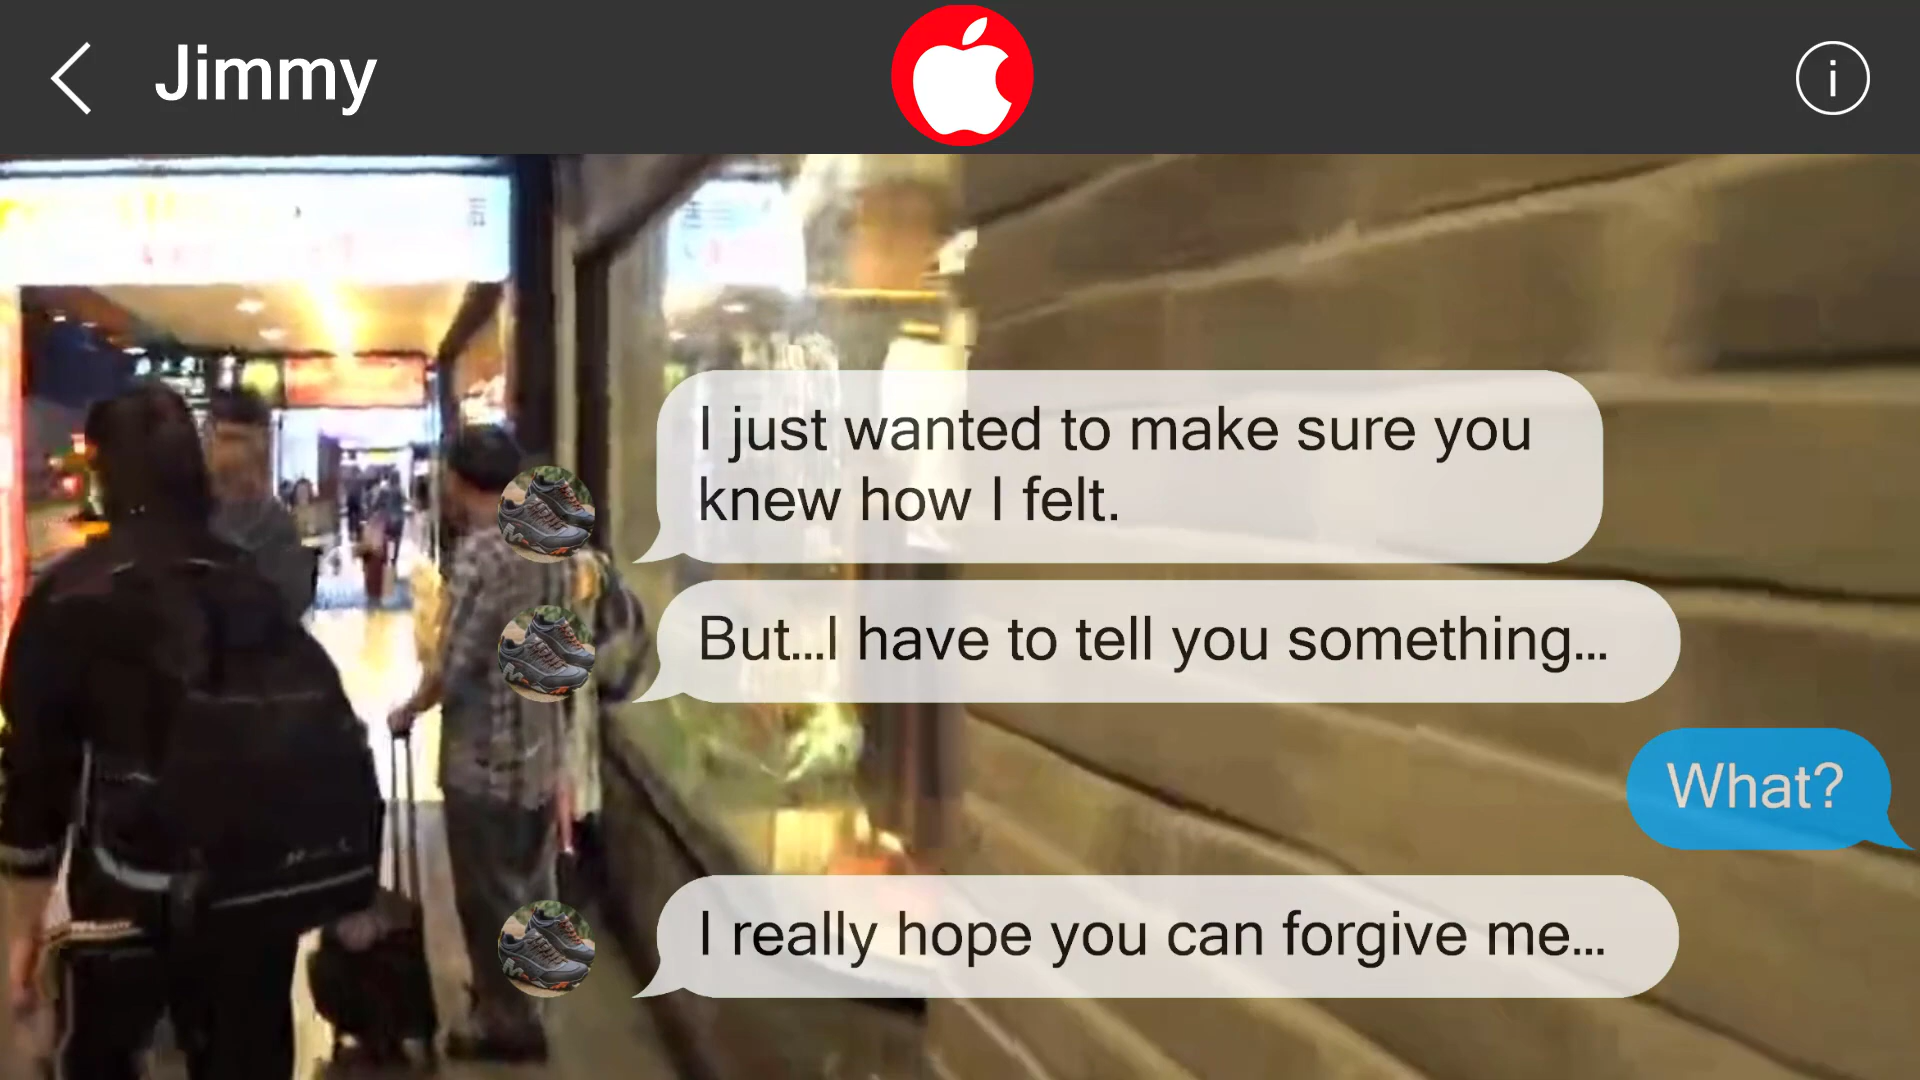 Jimmy
i
I just wanted to make sure you
knew how I felt.
But...I have to tell you something...
What?
I really hope you can forgive me...